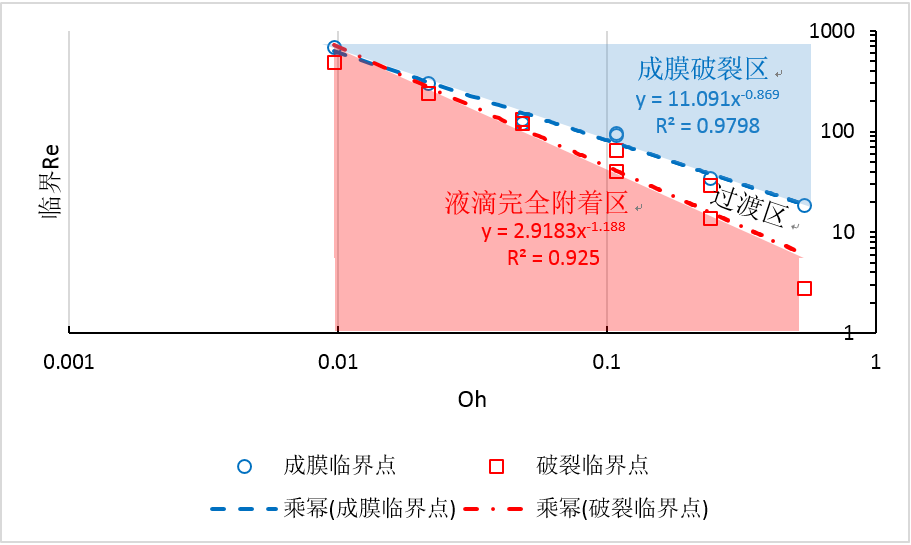 1000
成膜破裂区
y = 11.091x^-0.869
R² = 0.9798
100
临界Re
液滴完全附着区
y = 2.9183x^-1.188
R² = 0.925
过渡区
10
1
0.001
0.01
0.1
1
Oh
成膜临界点
破裂临界点
乘幂(成膜临界点)
乘幂(破裂临界点)